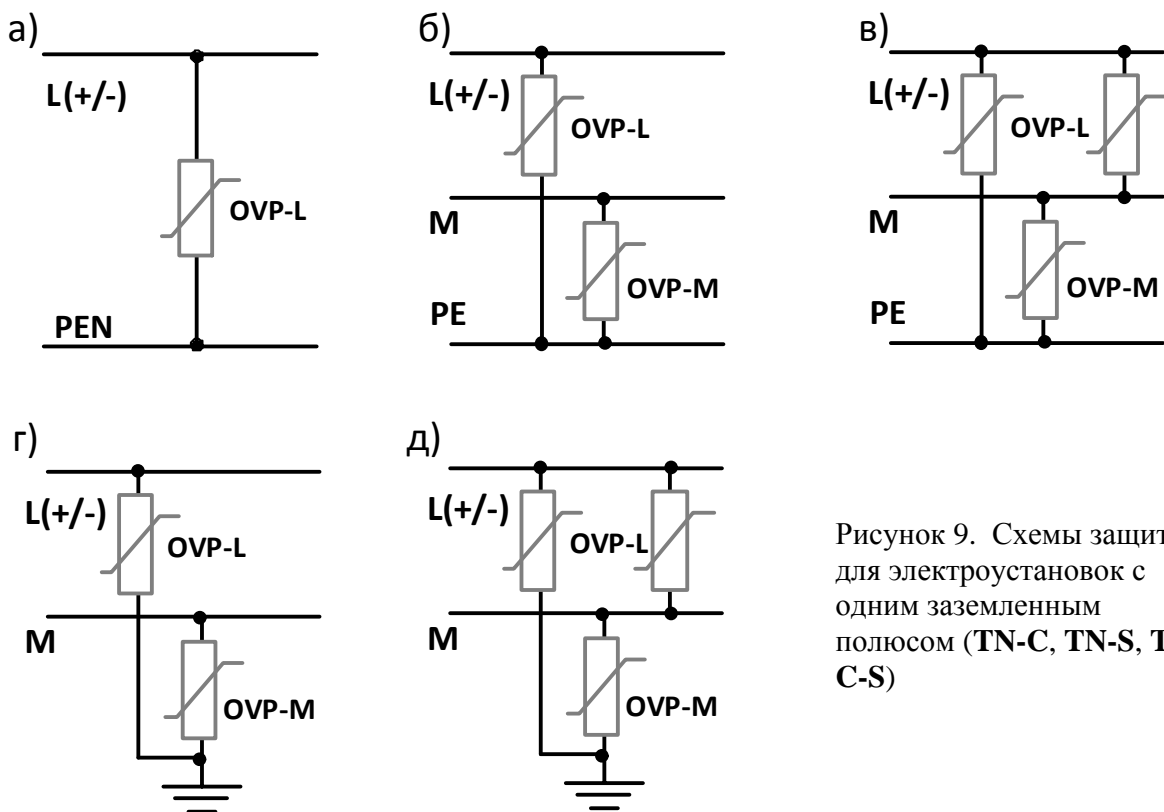 а)
L(+/-)
OVP-L
PEN
б)
L(+/-)
OVP-L
M
OVP-M
PE
в)
L(+/-)
OVP-L
M
OVP-M
PE
г)
L(+/-)
OVP-L
M
OVP-M
д)
L(+/-)
OVP-L
M
OVP-M
Рисунок 9. Схемы защит
для электроустановок с
одним заземленным
полюсом (TN-C, TN-S, T
C-S)